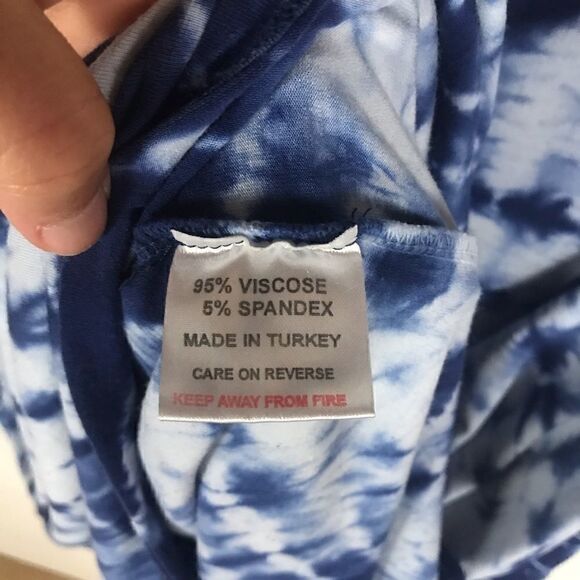 95% VISCOSE
5% SPANDEX
MADE IN TURKEY
CARE ON REVERSE
KEEP AWAY FROM FIRE